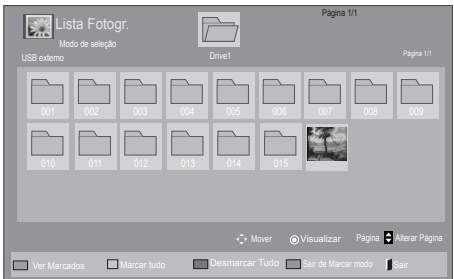 Lista Fotogr.
Página 1/1
Modo de seleção
USB externo
Drive1
Página 1/1
001 002 003 004 005 006 007 008 009
010 011 012 013 014 015
Mover Visualizar Página Alterar Página
Ver Marcados Marcar tudo Desmarcar Tudo Sair de Marcar modo Sair